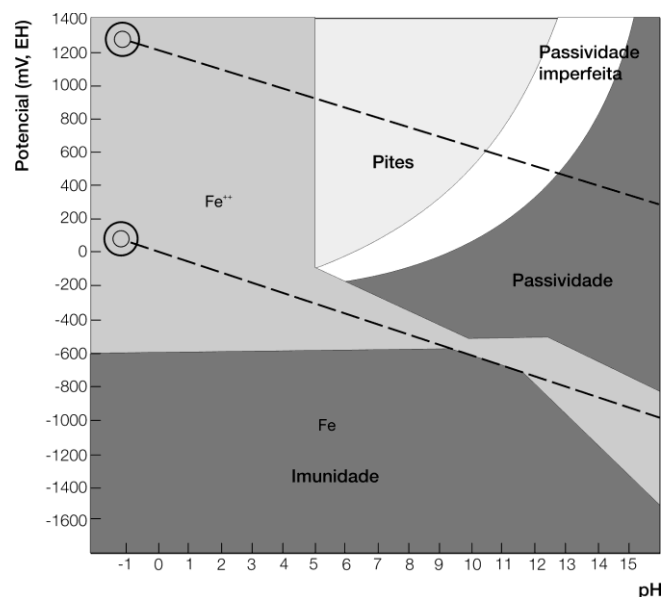 Potencial (mV, EH)
1400
1200
1000
800
600
400
200
0
-200
-400
-600
-800
-1000
-1200
-1400
-1600
Passividade
imperfeita
Pites
Fe++
Passividade
Fe
Imunidade
-1 0 1 2 3 4 5 6 7 8 9 10 11 12 13 14 15
pH